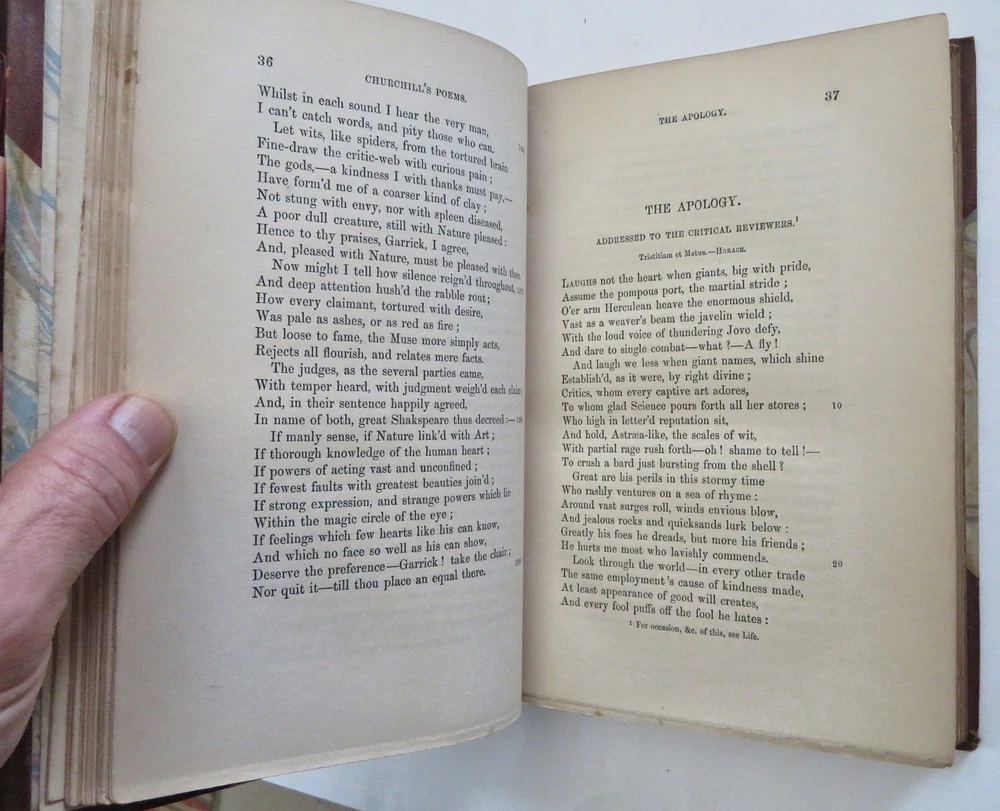 36
CHURCHILL'S POEMS.
Whilst in each sound I hear the very man,
I can't catch words, and pity those who can.
Let wits, like spiders, from the tortured brain
Fine-draw the critic-web with curious pain;
The gods,—a kindness I with thanks must pay,—
Have form'd me of a coarser kind of clay;
Not stung with envy, nor with spleen diseased,
A poor dull creature, still with Nature pleased:
Hence to thy praises, Garrick, I agree,
And, pleased with Nature, must be pleased with thee.
Now might I tell how silence reign'd throughout,
And deep attention hush'd the rabble rout;
How every claimant, tortured with desire,
Was pale as ashes, or as red as fire;
But loose to fame, the Muse more simply acts,
Rejects all flourish, and relates mere facts.
The judges, as the several parties came,
With temper heard, with judgment weigh'd each claim
And, in their sentence happily agreed,
In name of both, great Shakspeare thus decreed:—
If manly sense, if Nature link'd with Art;
If thorough knowledge of the human heart;
If powers of acting vast and unconfined;
If fewest faults with greatest beauties join'd;
If strong expression, and strange powers which lie
Within the magic circle of the eye;
If feelings which few hearts like his can know,
And which no face so well as his can show,
Deserve the preference—Garrick! take the chair;
Nor quit it—till thou place an equal there.
37
THE APOLOGY.
THE APOLOGY.
ADDRESSED TO THE CRITICAL REVIEWERS.¹
Tristitiam et Metus.—HORACE.
LAUGHS not the heart when giants, big with pride,
Assume the pompous port, the martial stride;
O'er arm Herculean heave the enormous shield,
Vast as a weaver's beam the javelin wield;
With the loud voice of thundering Jove defy,
And dare to single combat—what?—A fly!
And laugh we less when giant names, which shine
Establish'd, as it were, by right divine;
Critics, whom every captive art adores,
To whom glad Science pours forth all her stores; 10
Who high in letter'd reputation sit,
And hold, Astræa-like, the scales of wit,
With partial rage rush forth—oh! shame to tell!—
To crush a bard just bursting from the shell?
Great are his perils in this stormy time
Who rashly ventures on a sea of rhyme:
Around vast surges roll, winds envious blow,
And jealous rocks and quicksands lurk below:
Greatly his foes he dreads, but more his friends;
He hurts me most who lavishly commends. 20
Look through the world—in every other trade
The same employment's cause of kindness made,
At least appearance of good will creates,
And every fool puffs off the fool he hates:
¹ For occasion, &c. of this, see Life.